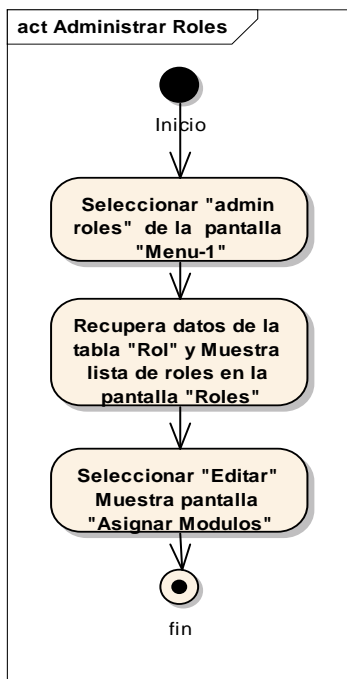 act Administrar Roles
Inicio
Seleccionar "admin
roles" de la pantalla
"Menu-1"
Recupera datos de la
tabla "Rol" y Muestra
lista de roles en la
pantalla "Roles"
Seleccionar "Editar"
Muestra pantalla
"Asignar Modulos"
fin